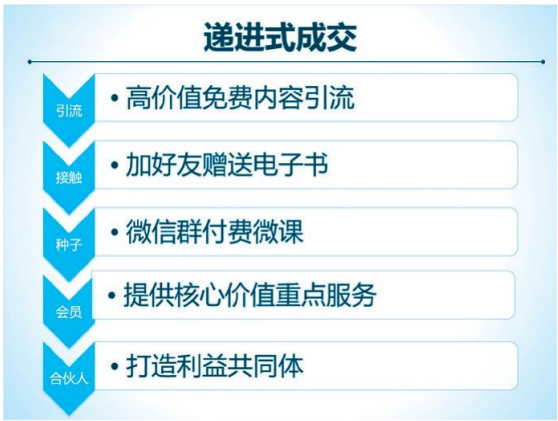 递进式成交
引流
• 高价值免费内容引流
接触
• 加好友赠送电子书
种子
• 微信群付费微课
会员
• 提供核心价值重点服务
合伙人
• 打造利益共同体